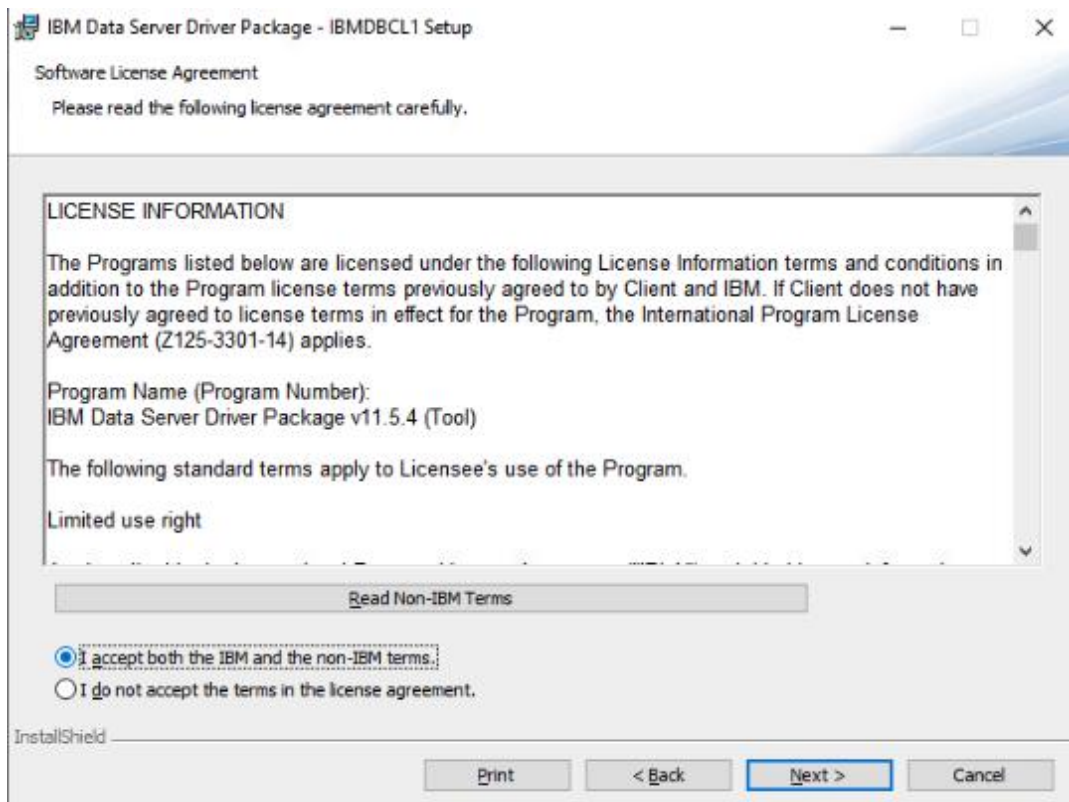 IBM Data Server Driver Package - IBMDBCL1 Setup
Software License Agreement
Please read the following license agreement carefully.
LICENSE INFORMATION
The Programs listed below are licensed under the following License Information terms and conditions in
addition to the Program license terms previously agreed to by Client and IBM. If Client does not have
previously agreed to license terms in effect for the Program, the International Program License
Agreement (Z125-3301-14) applies.
Program Name (Program Number):
IBM Data Server Driver Package v11.5.4 (Tool)
The following standard terms apply to Licensee's use of the Program.
Limited use right
Read Non-IBM Terms
I accept both the IBM and the non-IBM terms.
I do not accept the terms in the license agreement.
InstallShield
Print < Back Next > Cancel